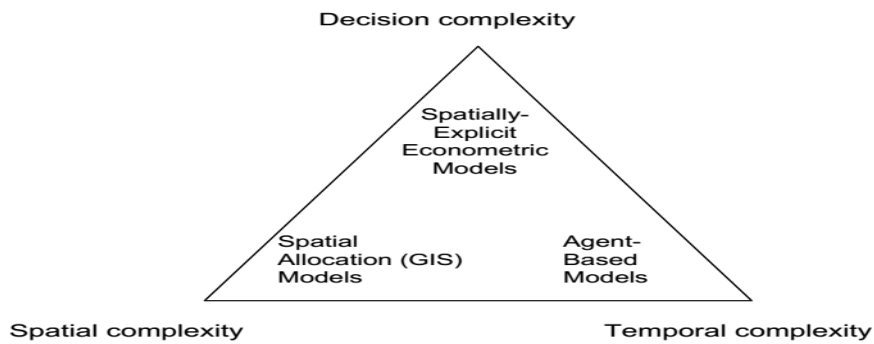 Decision complexity
Spatially-
Explicit
Econometric
Models
Spatial
Allocation (GIS)
Models
Agent-
Based
Models
Spatial complexity
Temporal complexity